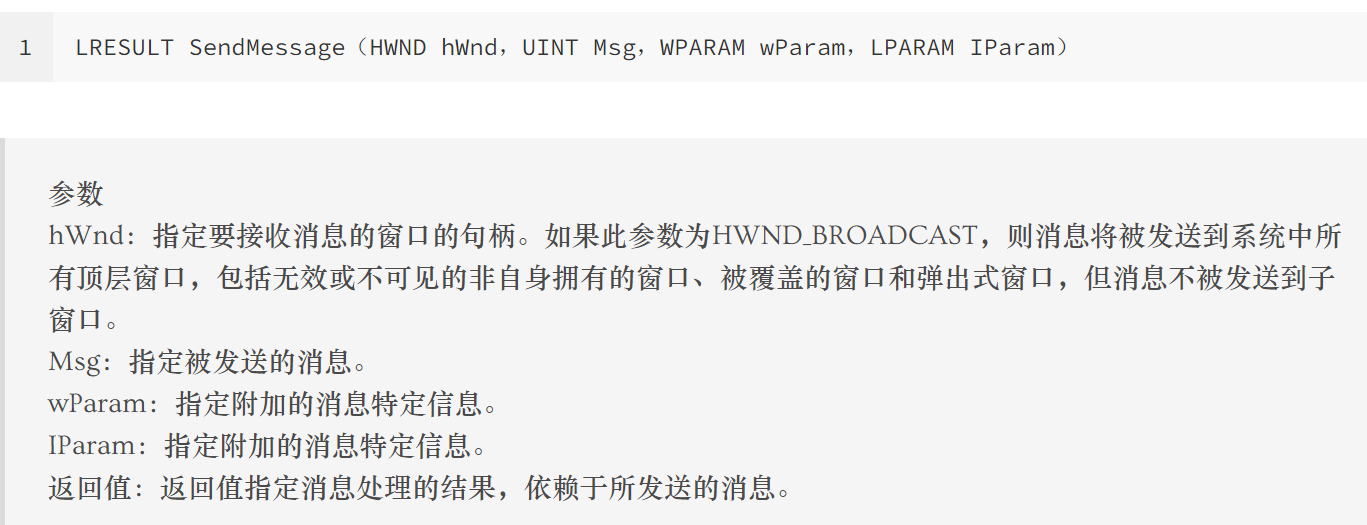 1 LRESULT SendMessage（HWND hWnd，UINT Msg，WPARAM wParam，LPARAM IParam）
参数
hWnd：指定要接收消息的窗口的句柄。如果此参数为HWND_BROADCAST，则消息将被发送到系统中所
有顶层窗口，包括无效或不可见的非自身拥有的窗口、被覆盖的窗口和弹出式窗口，但消息不被发送到子
窗口。
Msg：指定被发送的消息。
wParam：指定附加的消息特定信息。
IParam：指定附加的消息特定信息。
返回值：返回值指定消息处理的结果，依赖于所发送的消息。